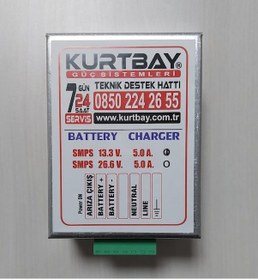 KURTBAY®
GÜÇ SİSTEMLERİ
7 GÜN
24 SAAT
SERVİS
TEKNİK DESTEK HATTI
0850 224 26 55
www.kurtbay.com.tr
BATTERY CHARGER
SMPS 13.3 V. 5.0 A.
SMPS 26.6 V. 5.0 A.
Power ON
ARIZA ÇIKIŞ
BATTERY +
BATTERY -
NEUTRAL
LINE